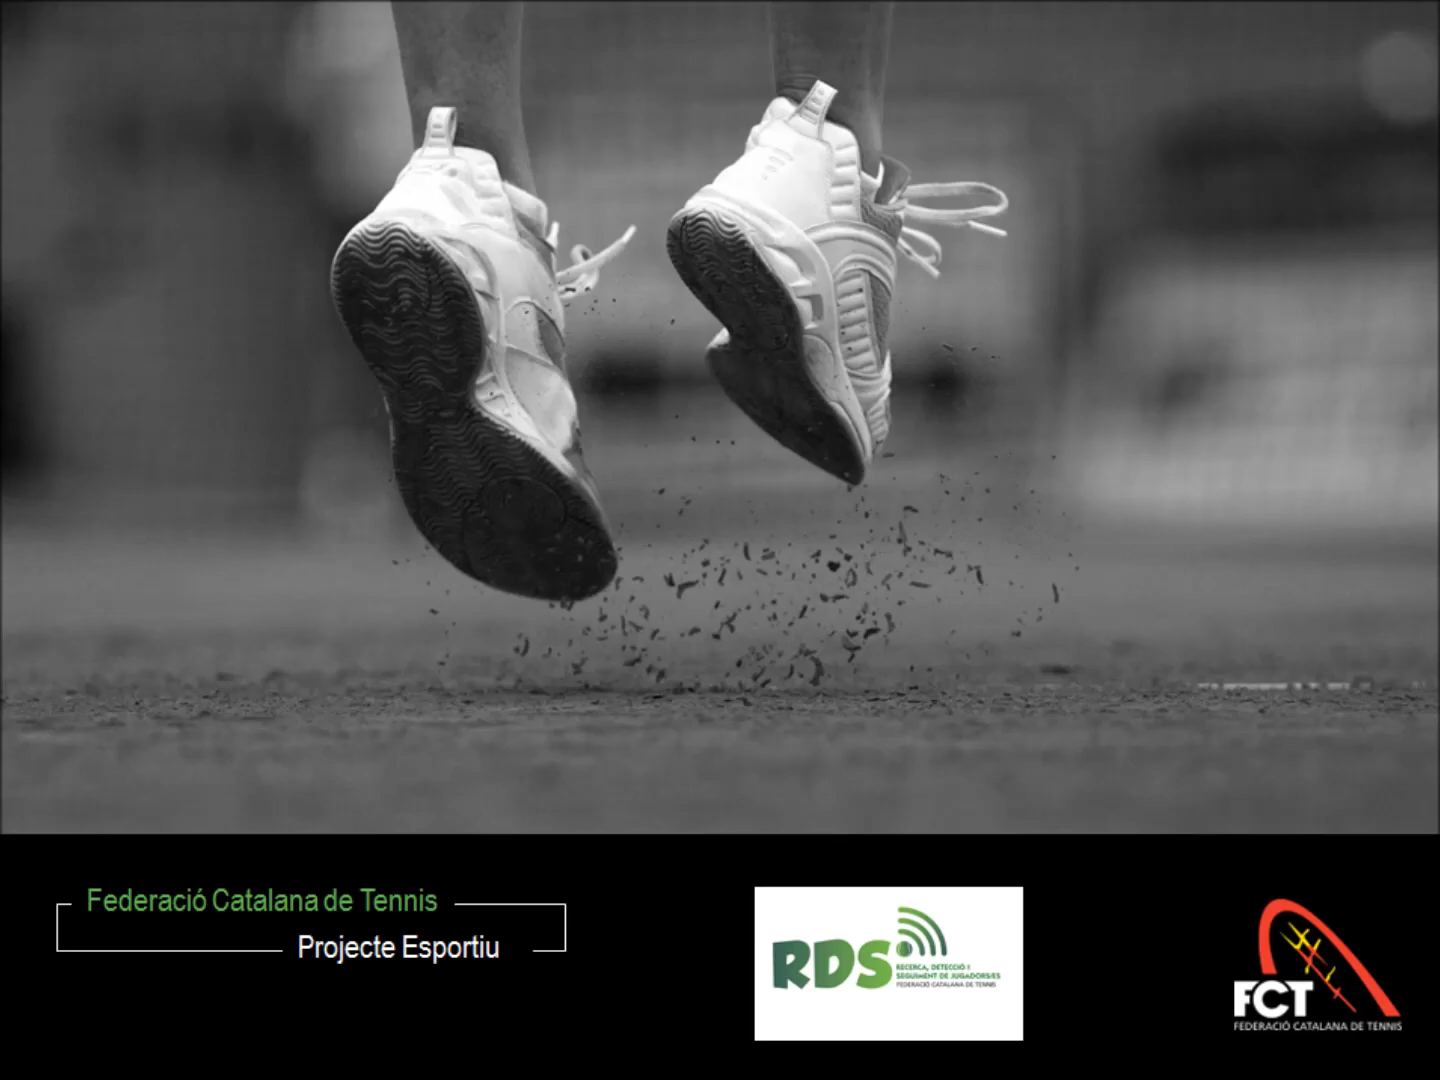 Federació Catalana de Tennis
Projecte Esportiu
RDS
RECERCA, DETECCIÓ I
SEGUIMENT DE JUGADORS/ES
FEDERACIÓ CATALANA DE TENNIS
FCT
FEDERACIÓ CATALANA DE TENNIS